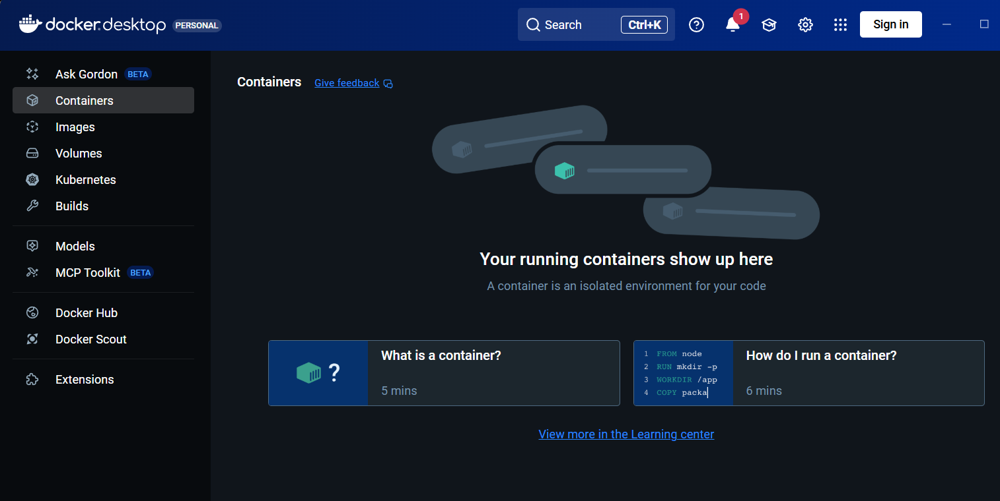 docker desktop PERSONAL
Search Ctrl+K
1
Sign in
Ask Gordon BETA
Containers
Images
Volumes
Kubernetes
Builds
Models
MCP Toolkit BETA
Docker Hub
Docker Scout
Extensions
Containers Give feedback
Your running containers show up here
A container is an isolated environment for your code
?
What is a container?
5 mins
1 FROM node
2 RUN mkdir -p
3 WORKDIR /app
4 COPY packa
How do I run a container?
6 mins
View more in the Learning center